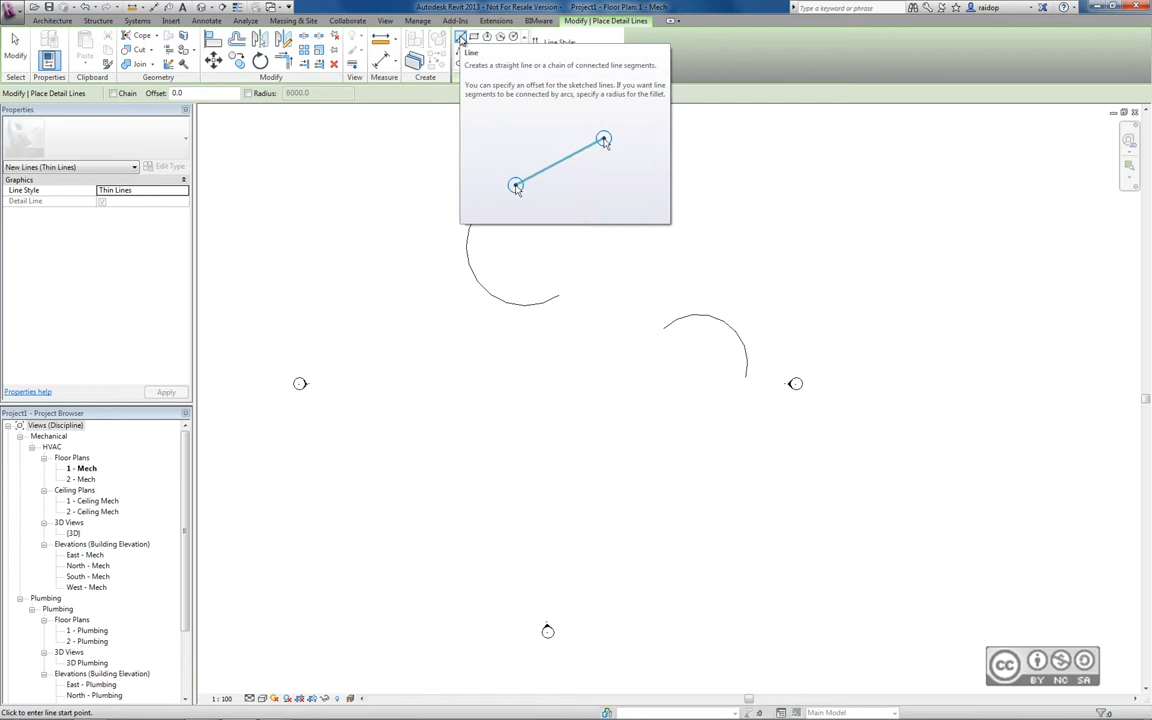 Autodesk Revit 2013 - Not For Resale Version - Project1 - Floor Plan: 1 - Mech
Type a keyword or phrase
raidop
Architecture Structure Systems Insert Annotate Analyze Massing & Site Collaborate View Manage Add-Ins Extensions BIMware Modify | Place Detail Lines
Modify
Paste
Cope
Cut
Join
Line Style:
Select Properties Clipboard Geometry Modify View Measure Create
Modify | Place Detail Lines Chain Offset: 0.0 Radius: 6000.0
Line
Creates a straight line or a chain of connected line segments.
You can specify an offset for the sketched lines. If you want line
segments to be connected by arcs, specify a radius for the fillet.
Properties
New Lines (Thin Lines) Edit Type
Graphics
Line Style Thin Lines
Detail Line
Properties help Apply
Project1 - Project Browser
Views (Discipline)
Mechanical
HVAC
Floor Plans
1 - Mech
2 - Mech
Ceiling Plans
1 - Ceiling Mech
2 - Ceiling Mech
3D Views
{3D}
Elevations (Building Elevation)
East - Mech
North - Mech
South - Mech
West - Mech
Plumbing
Plumbing
Floor Plans
1 - Plumbing
2 - Plumbing
3D Views
3D Plumbing
Elevations (Building Elevation)
East - Plumbing
North - Plumbing
1 : 100
Click to enter line start point.
:0
Main Model
:0
cc
BY NC SA